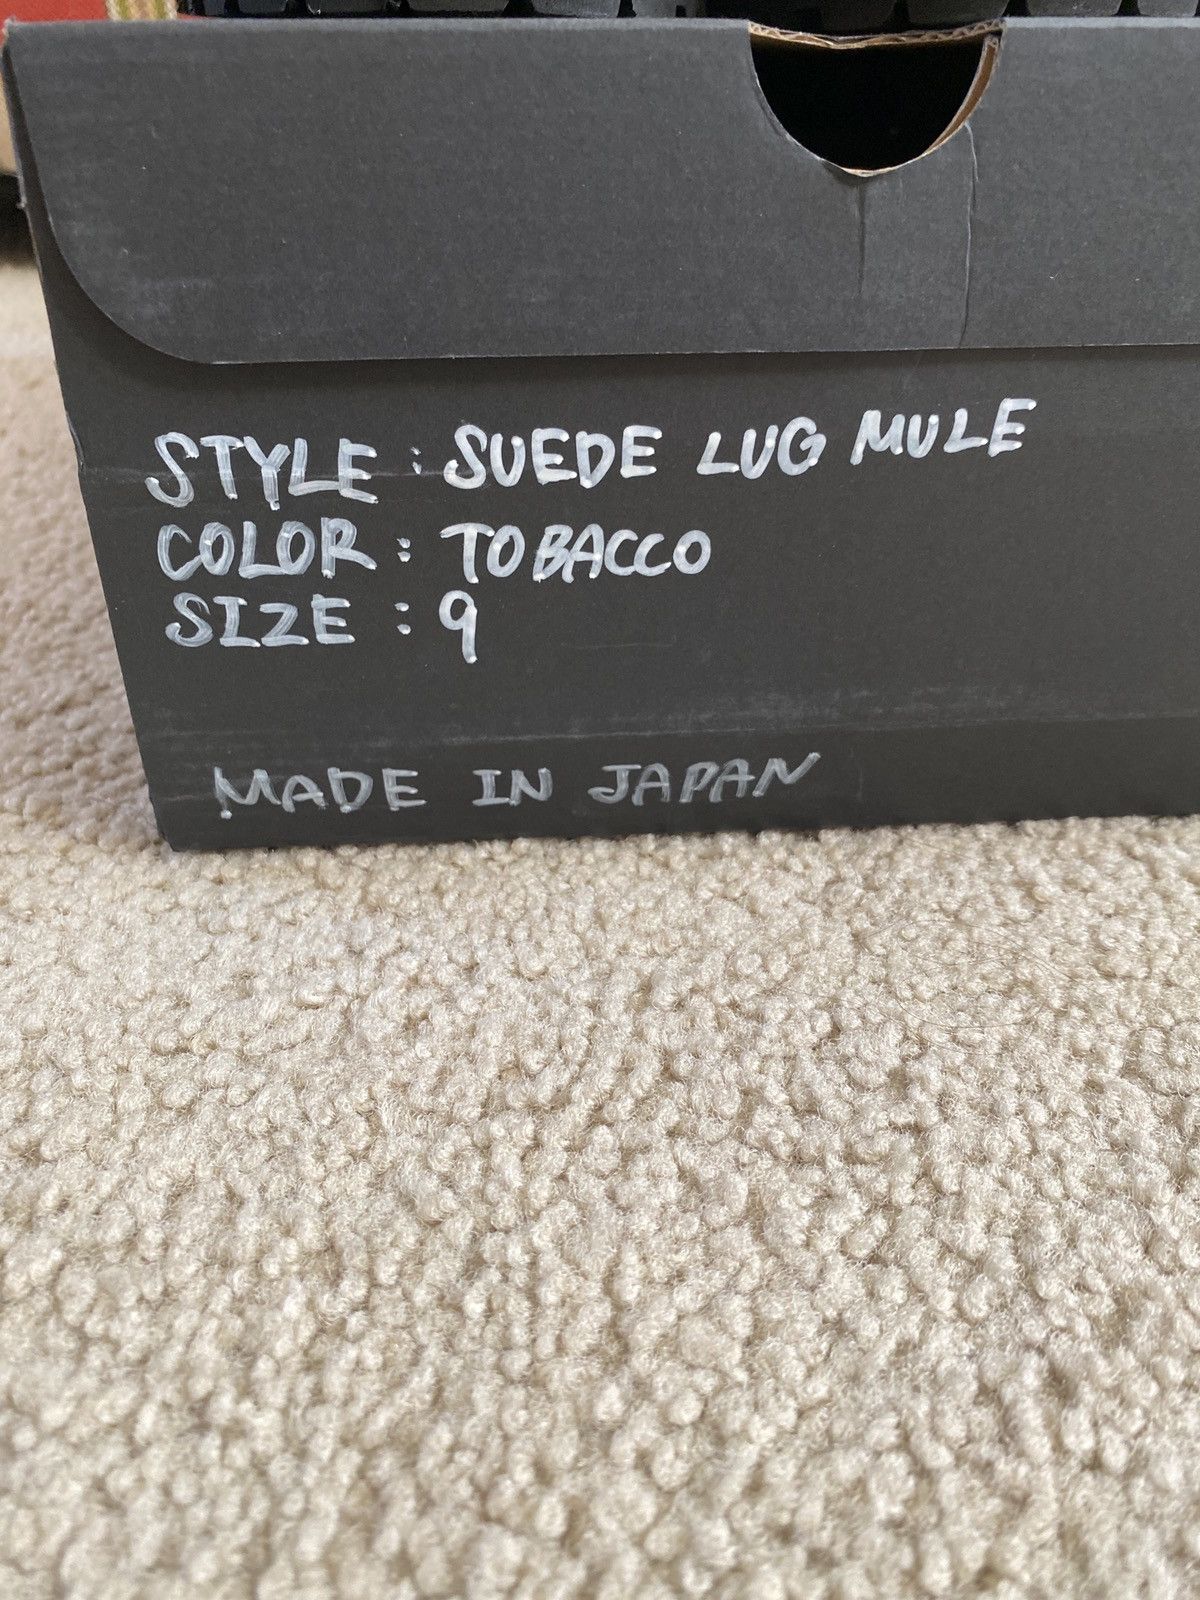 STYLE : SUEDE LUG MULE
COLOR : TOBACCO
SIZE : 9
MADE IN JAPAN